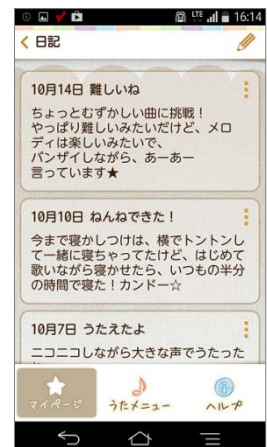 LTE 16:14
日記
10月14日 難しいね
ちょっとむずかしい曲に挑戦！
やっぱり難しいみたいだけど、メロ
ディは楽しいみたいで、
バンザイしながら、あーあー
言っています★
10月10日 ねんねできた！
今まで寝かしつけは、横でトントンし
て一緒に寝ちゃってたけど、はじめて
歌いながら寝かせたら、いつもの半分
の時間で寝た！カンドー☆
10月7日 うたえたよ
ニコニコしながら大きな声でうたった
マイページ うたメニュー ヘルプ